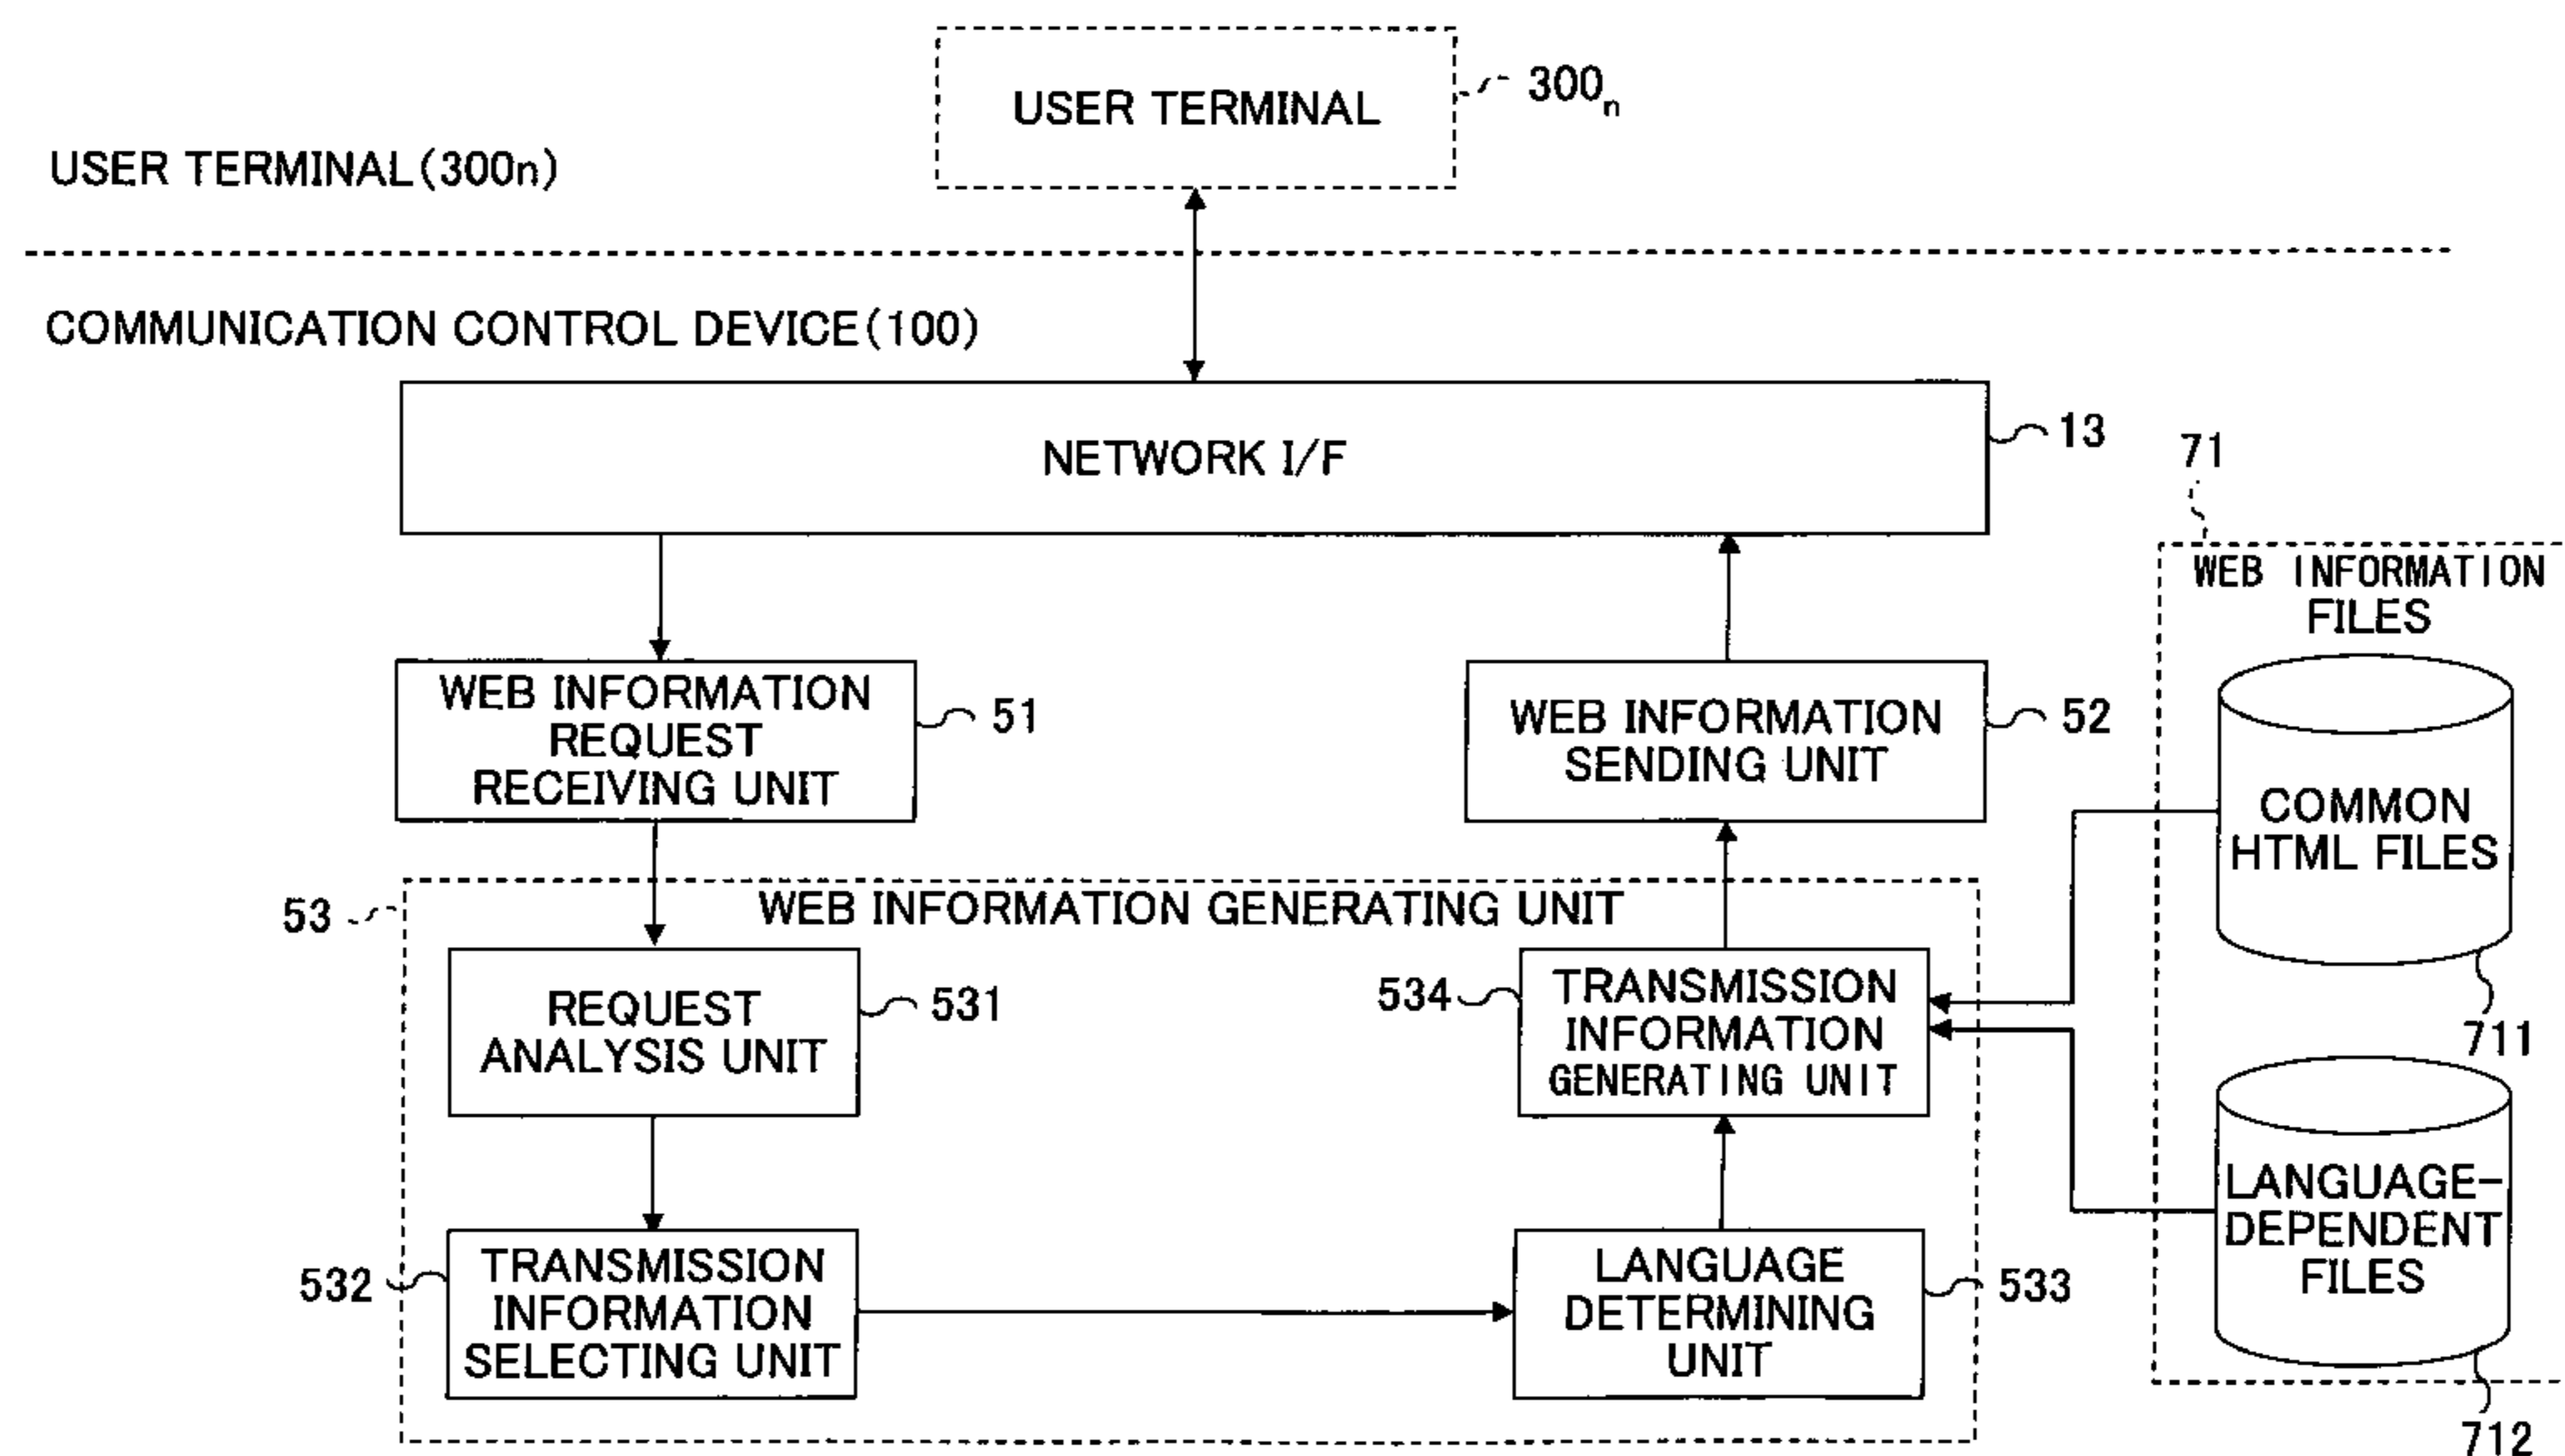 USER TERMINAL
300n
USER TERMINAL(300n)
COMMUNICATION CONTROL DEVICE(100)
NETWORK I/F
13
71
WEB INFORMATION
FILES
WEB INFORMATION
REQUEST
RECEIVING UNIT
51
WEB INFORMATION
SENDING UNIT
52
COMMON
HTML FILES
711
53
WEB INFORMATION GENERATING UNIT
REQUEST
ANALYSIS UNIT
531
534
TRANSMISSION
INFORMATION
GENERATING UNIT
LANGUAGE-
DEPENDENT
FILES
712
532
TRANSMISSION
INFORMATION
SELECTING UNIT
LANGUAGE
DETERMINING
UNIT
533